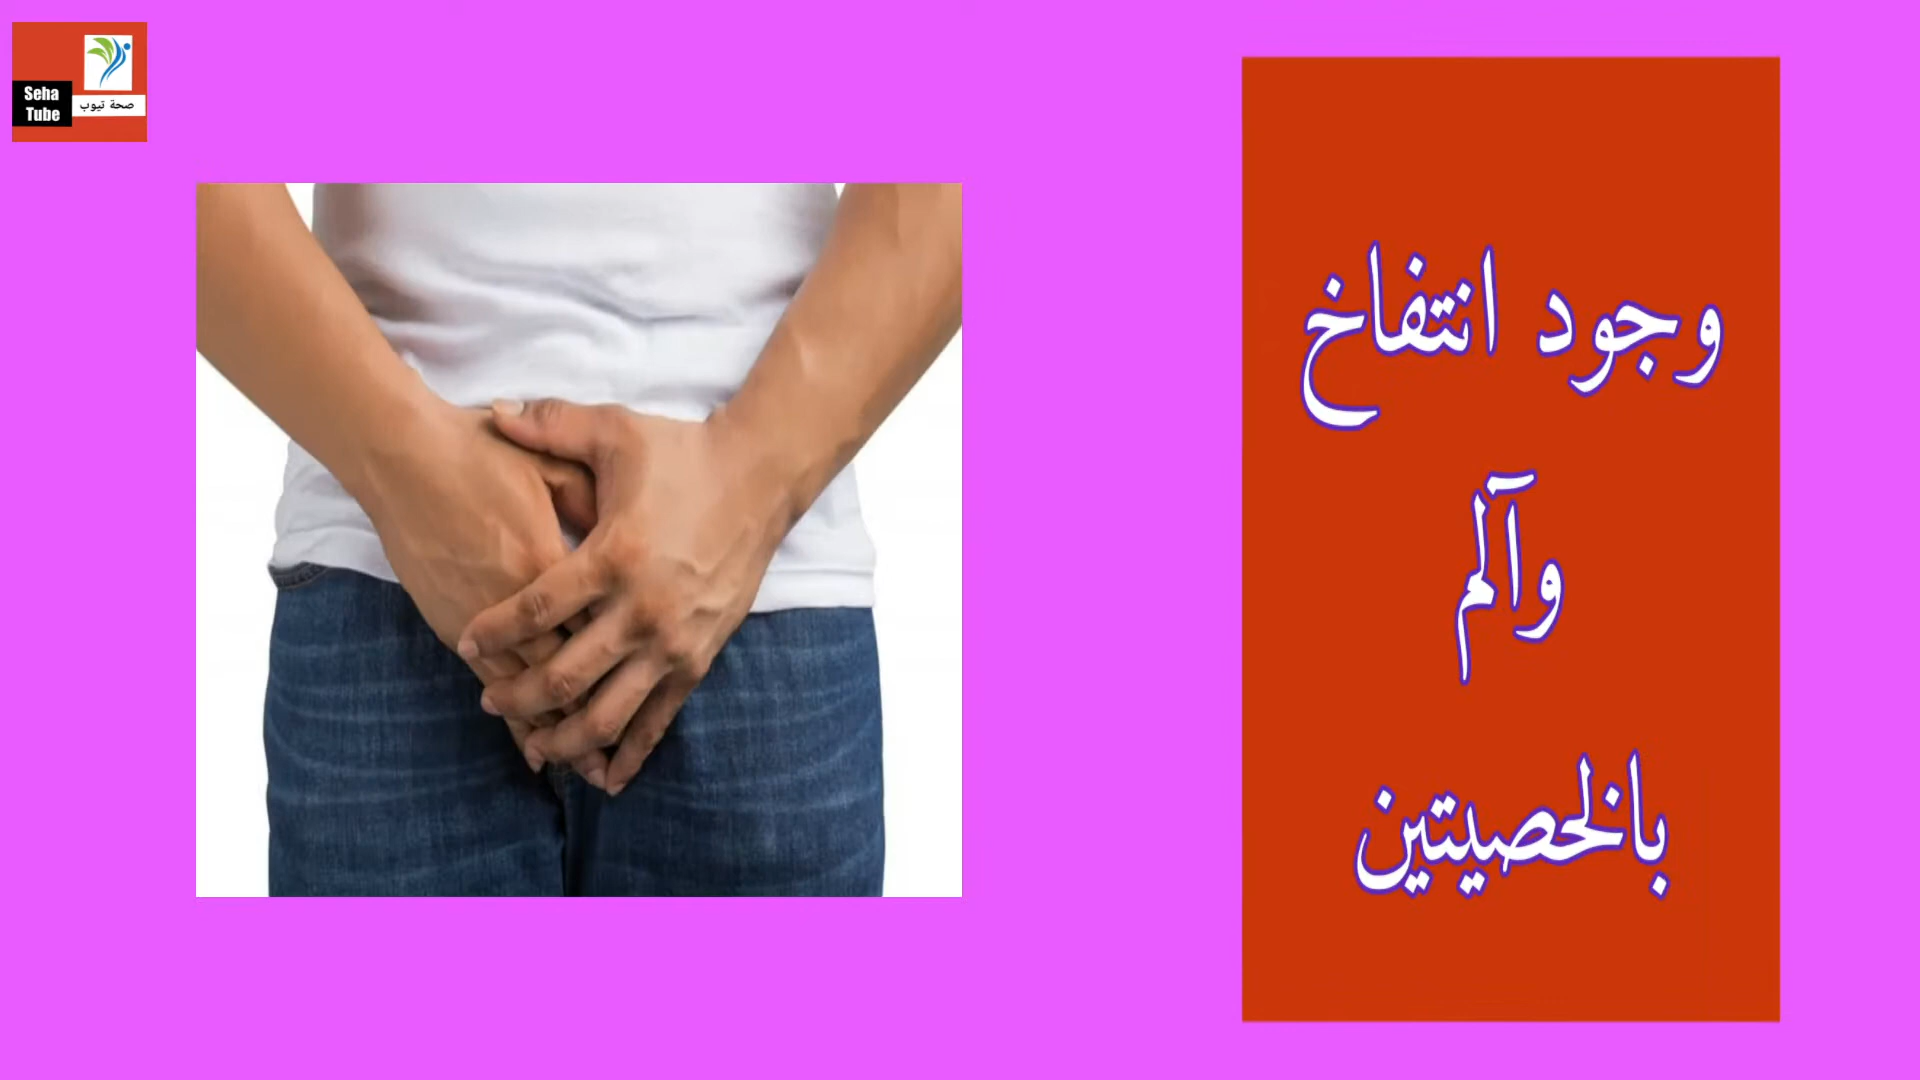 Seha
Tube
صحة تيوب
وجود انتفاخ
وآلم
بالخصيتين